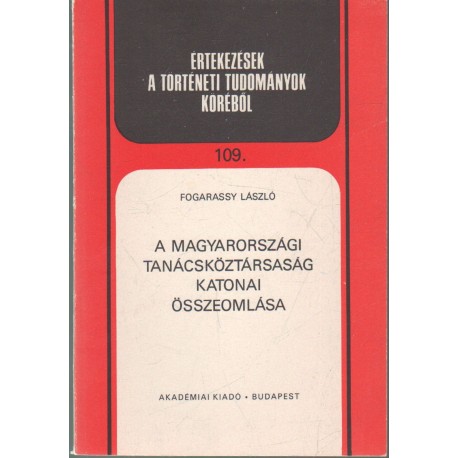 ÉRTEKEZÉSEK
A TÖRTÉNETI TUDOMÁNYOK
KÖRÉBŐL
109.
FOGARASSY LÁSZLÓ
A MAGYARORSZÁGI
TANÁCSKÖZTÁRSASÁG
KATONAI
ÖSSZEOMLÁSA
AKADÉMIAI KIADÓ • BUDAPEST